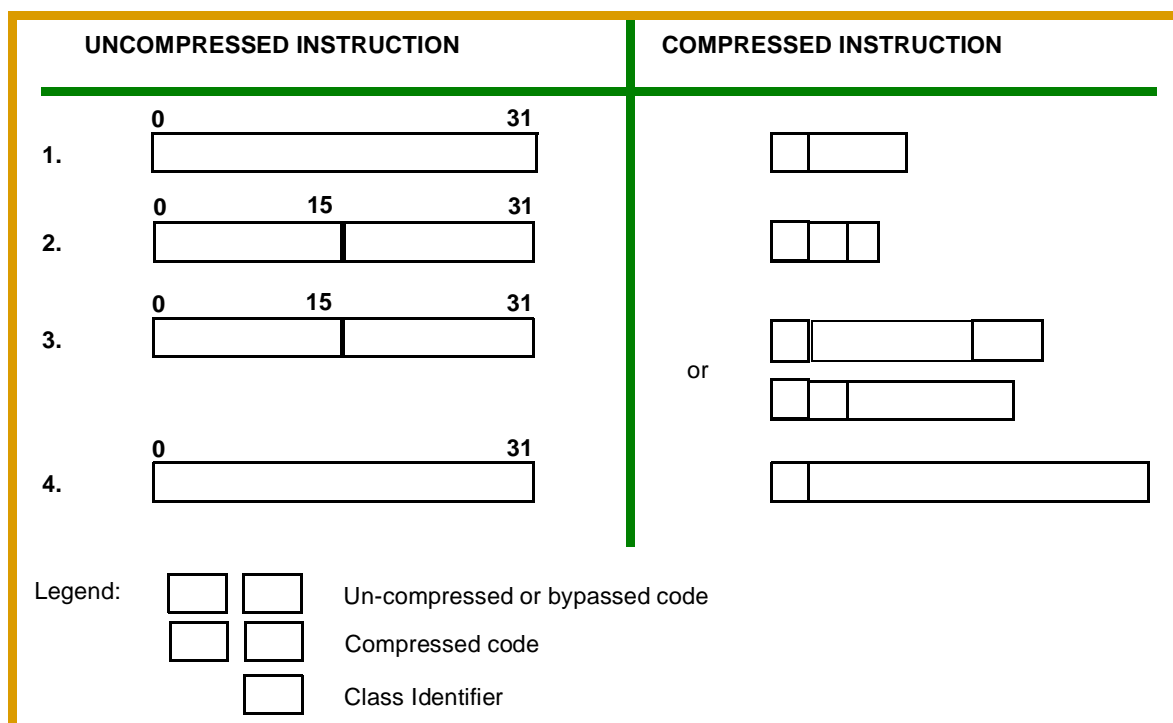 UNCOMPRESSED INSTRUCTION COMPRESSED INSTRUCTION
0 31
1.
0 15 31
2.
0 15 31
3.
or
0 31
4.
Legend: Un-compressed or bypassed code
Compressed code
Class Identifier